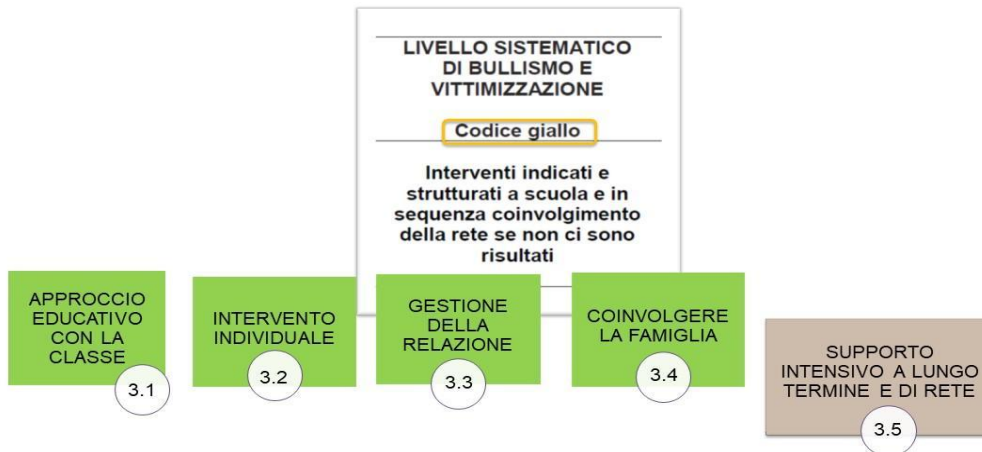 LIVELLO SISTEMATICO
DI BULLISMO E
VITTIMIZZAZIONE
Codice giallo
Interventi indicati e
strutturati a scuola e in
sequenza coinvolgimento
della rete se non ci sono
risultati
APPROCCIO
EDUCATIVO
CON LA
CLASSE
3.1
INTERVENTO
INDIVIDUALE
3.2
GESTIONE
DELLA
RELAZIONE
3.3
COINVOLGERE
LA FAMIGLIA
3.4
SUPPORTO
INTENSIVO A LUNGO
TERMINE E DI RETE
3.5